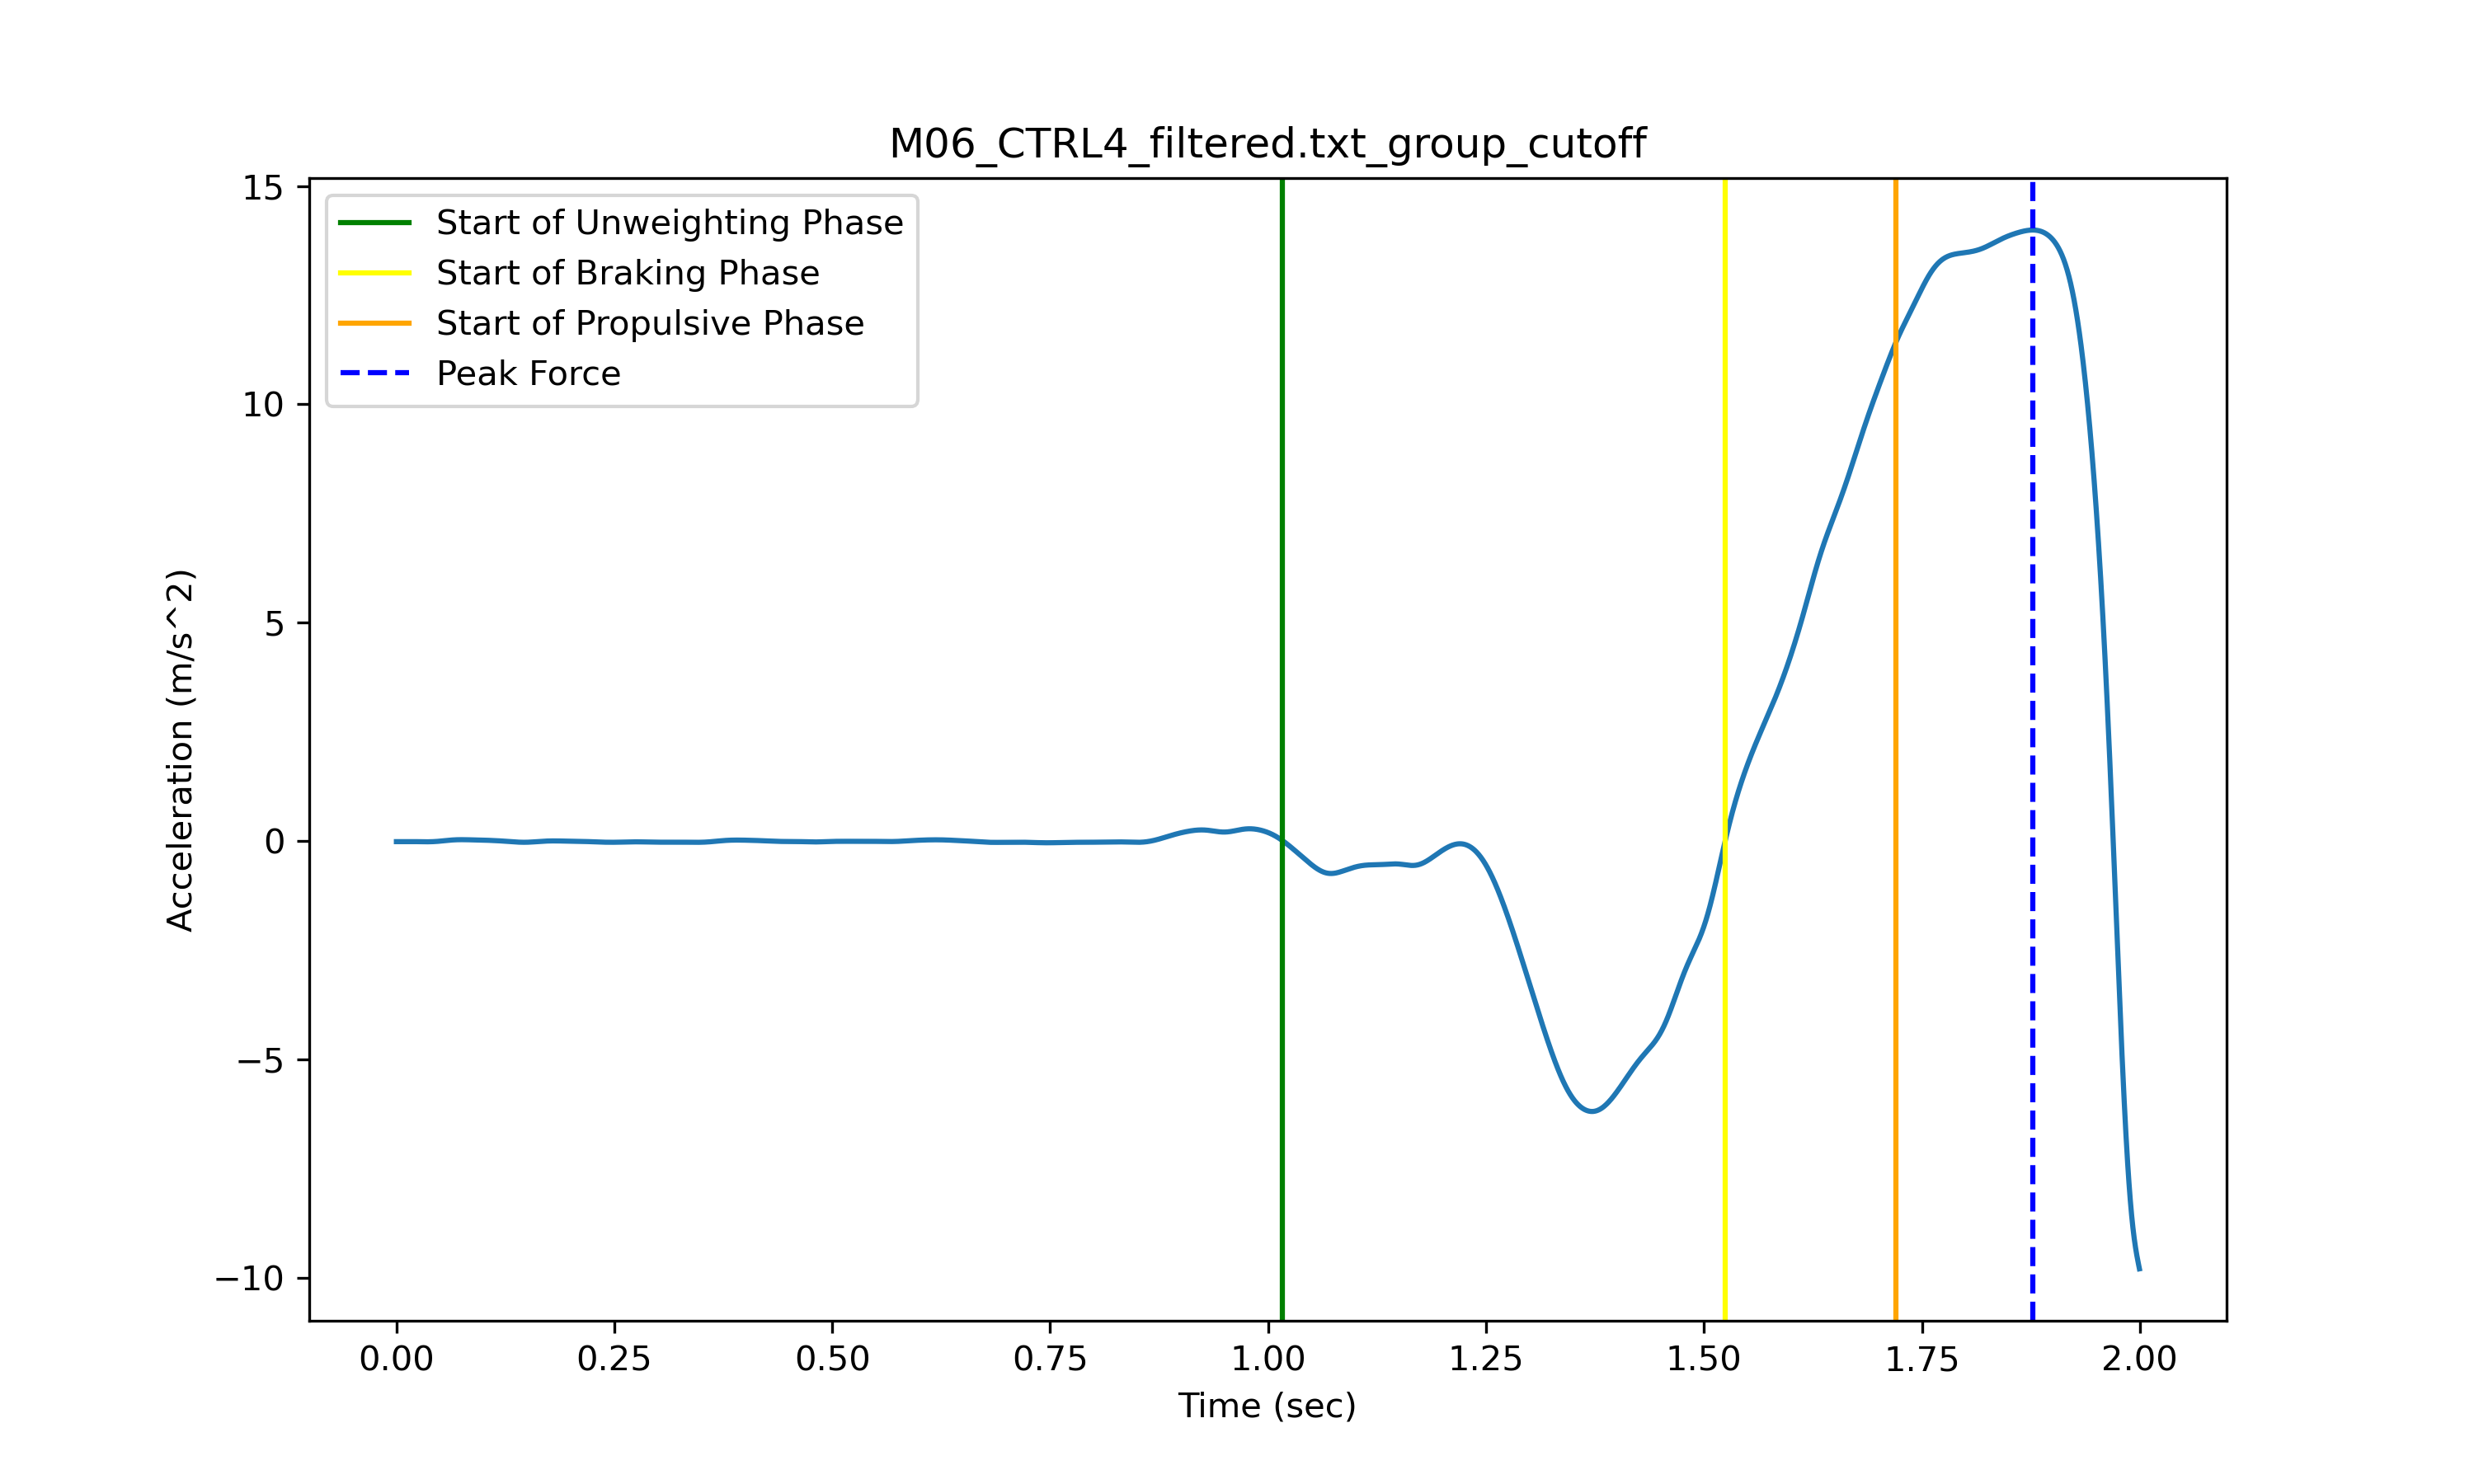 M06_CTRL4_filtered.txt_group_cutoff
15
10
5
0
−5
−10
Acceleration (m/s^2)
Start of Unweighting Phase
Start of Braking Phase
Start of Propulsive Phase
Peak Force
0.00 0.25 0.50 0.75 1.00 1.25 1.50 1.75 2.00
Time (sec)